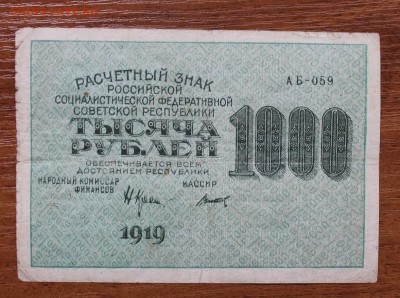 РАСЧЕТНЫЙ ЗНАК
РОССИЙСКОЙ
СОЦИАЛИСТИЧЕСКОЙ ФЕДЕРАТИВНОЙ
СОВЕТСКОЙ РЕСПУБЛИКИ
АБ-059
ТЫСЯЧА
РУБЛЕЙ
1000
ОБЕСПЕЧИВАЕТСЯ ВСЕМ
ДОСТОЯНИЕМ РЕСПУБЛИКИ
НАРОДНЫЙ КОМИССАР
ФИНАНСОВ
КАССИР
1919